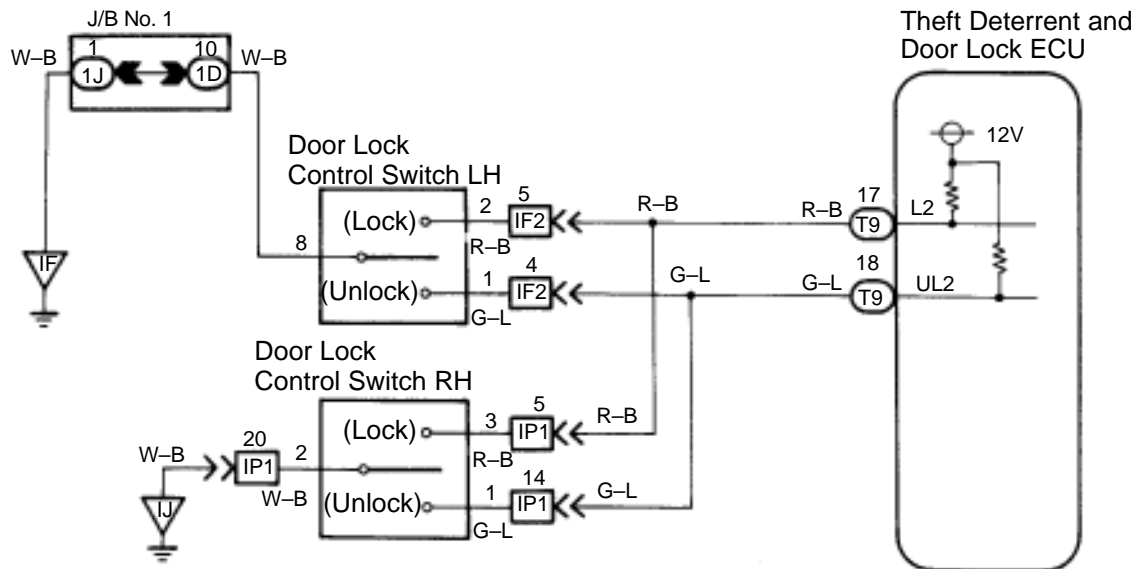 J/B No. 1
Theft Deterrent and
Door Lock ECU
W–B
1
10
W–B
1J
1D
12V
Door Lock
Control Switch LH
(Lock)
2
5
IF2
R–B
R–B
R–B
17
T9
L2
8
(Unlock)
1
4
IF2
G–L
G–L
G–L
18
T9
UL2
IF
Door Lock
Control Switch RH
(Lock)
3
5
IP1
R–B
R–B
W–B
20
IP1
2
W–B
(Unlock)
1
14
IP1
G–L
G–L
IJ